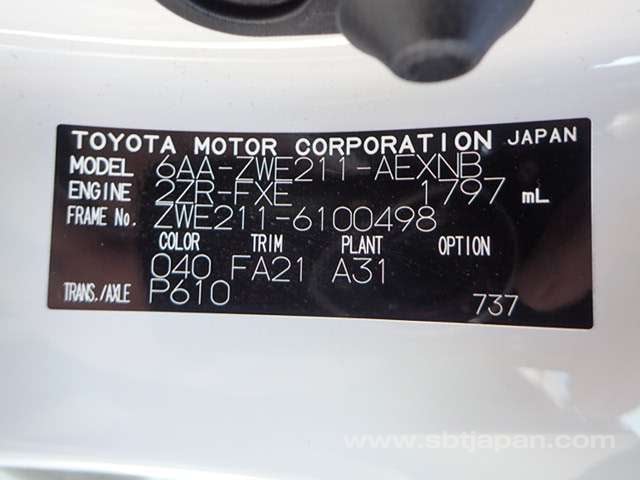 TOYOTA MOTOR CORPORATION JAPAN
MODEL 6AA-ZWE211-AEXNB
ENGINE 2ZR-FXE 1797 mL
FRAME No. ZWE211-6100498
COLOR TRIM PLANT OPTION
040 FA21 A31
TRANS./AXLE P610 737
www.sbtjapan.com